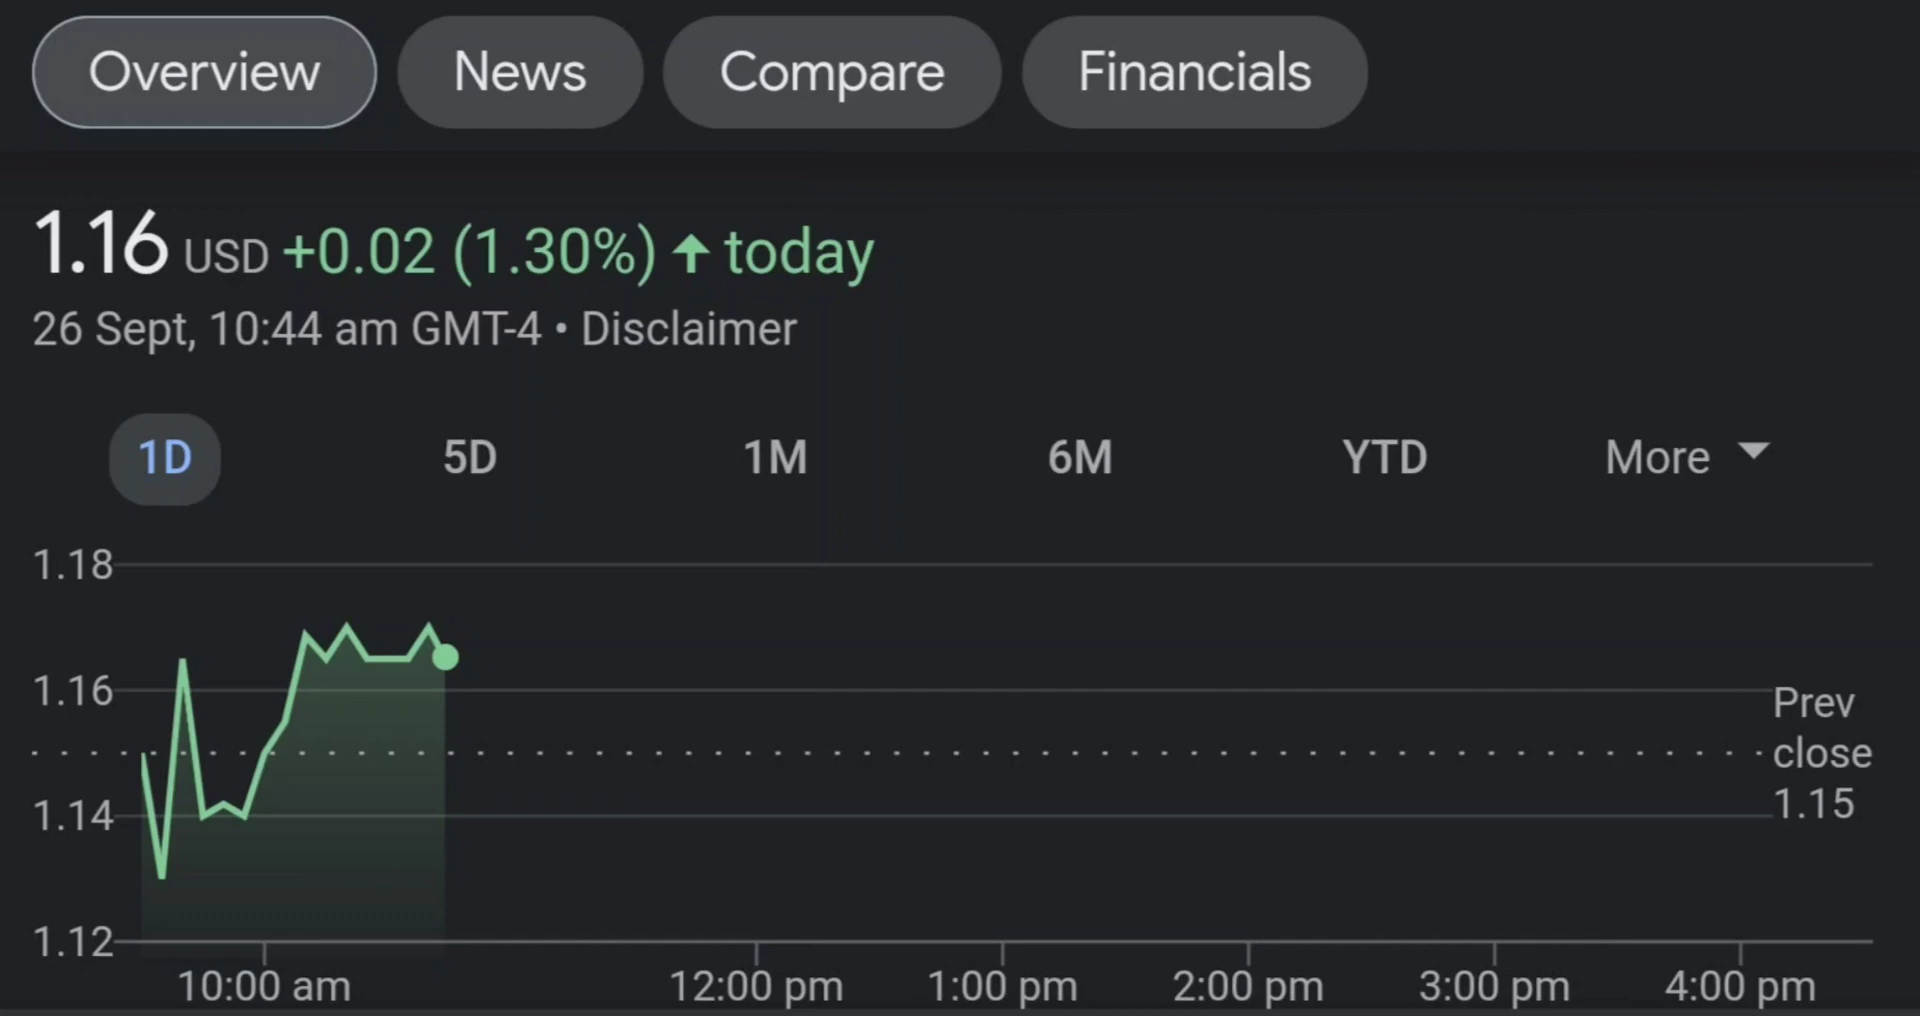 Overview News Compare Financials
1.16 USD +0.02 (1.30%) ↑ today
26 Sept, 10:44 am GMT-4 • Disclaimer
1D 5D 1M 6M YTD More
1.18
1.16
1.14
1.12
Prev
close
1.15
10:00 am 12:00 pm 1:00 pm 2:00 pm 3:00 pm 4:00 pm